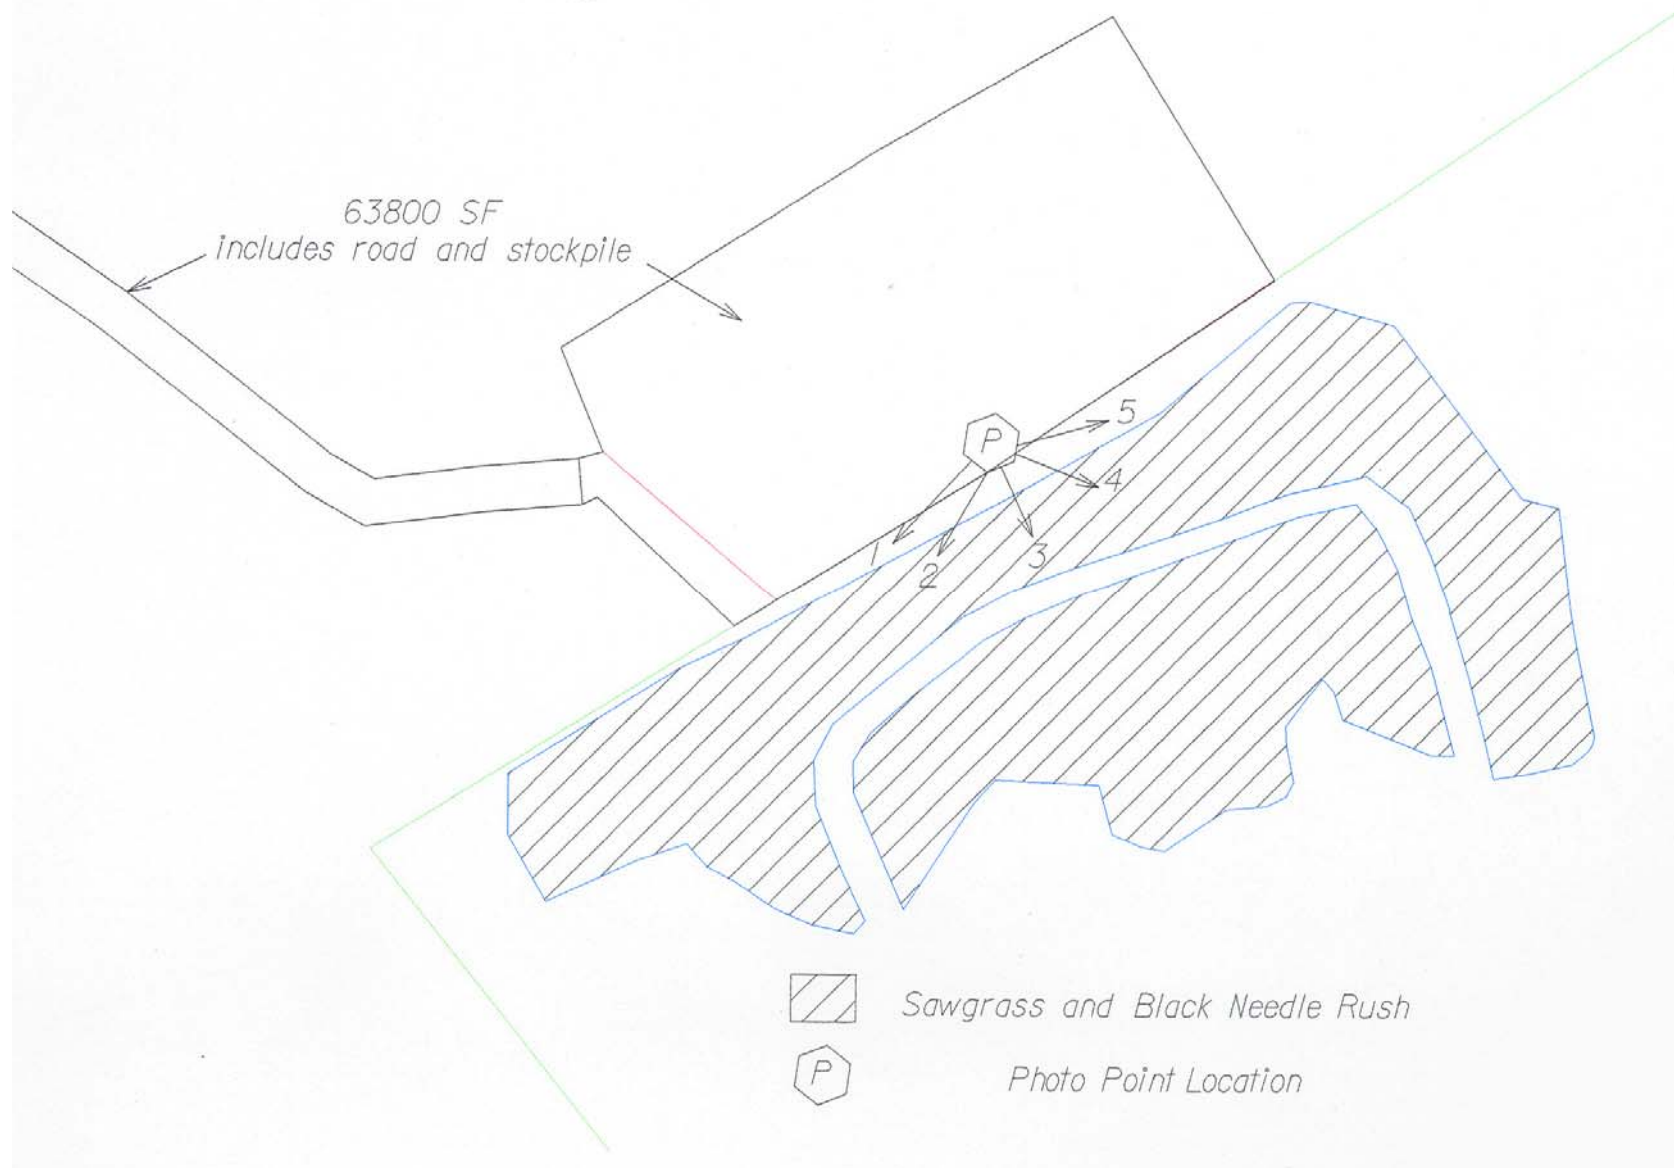 63800 SF
includes road and stockpile
P
5
4
3
2
1
Sawgrass and Black Needle Rush
P
Photo Point Location